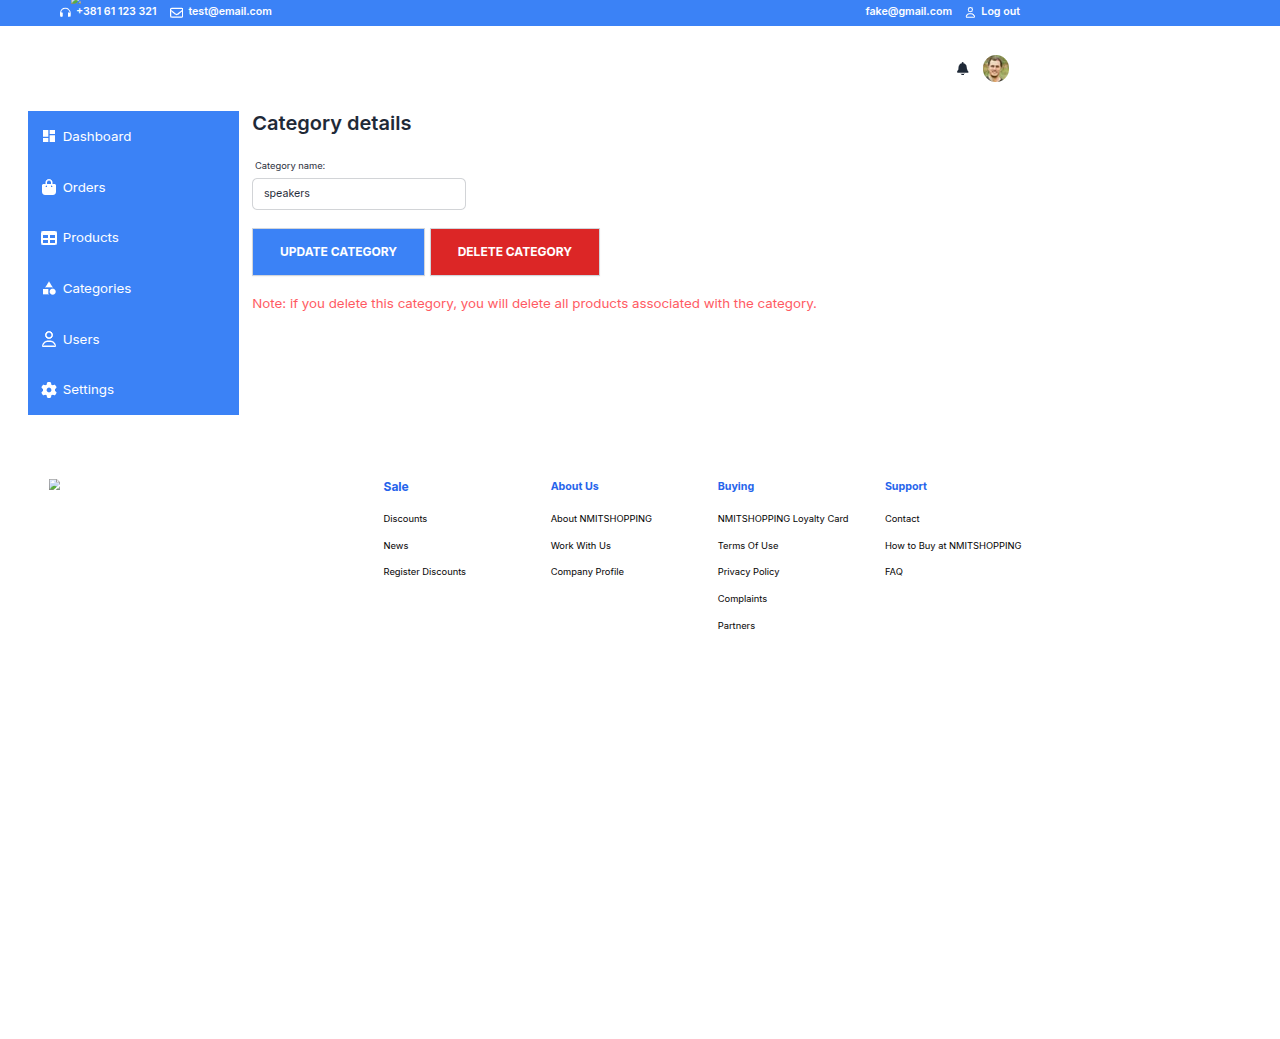 +381 61 123 321 test@email.com fake@gmail.com Log out
Dashboard
Orders
Products
Categories
Users
Settings
Category details
Category name:
speakers
UPDATE CATEGORY DELETE CATEGORY
Note: if you delete this category, you will delete all products associated with the category.
Sale
Discounts
News
Register Discounts
About Us
About NMITSHOPPING
Work With Us
Company Profile
Buying
NMITSHOPPING Loyalty Card
Terms Of Use
Privacy Policy
Complaints
Partners
Support
Contact
How to Buy at NMITSHOPPING
FAQ